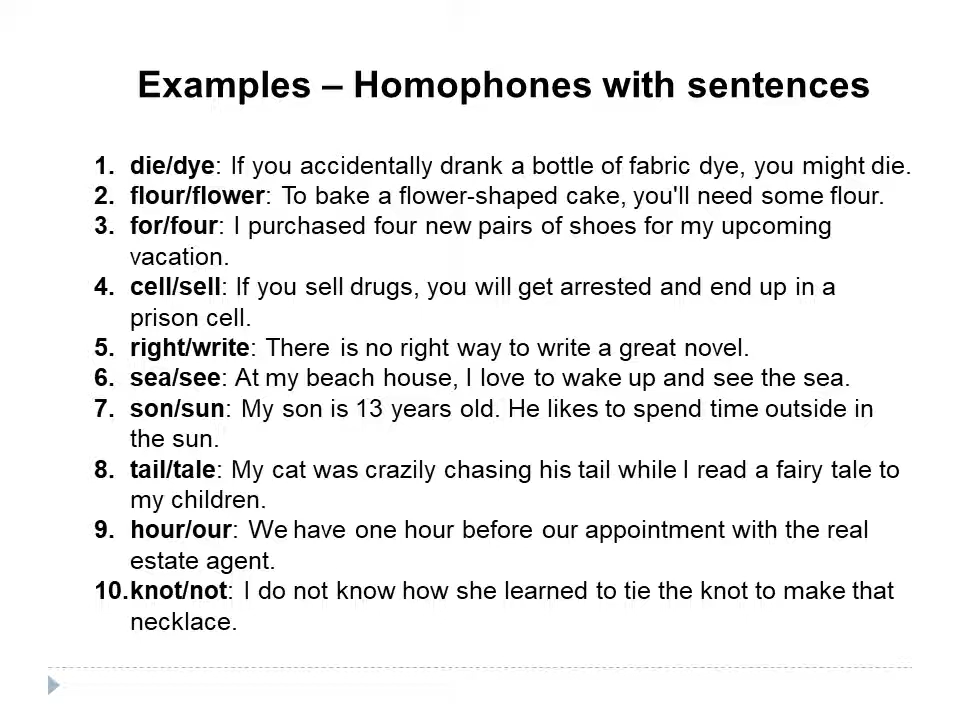 Examples – Homophones with sentences
1. die/dye: If you accidentally drank a bottle of fabric dye, you might die.
2. flour/flower: To bake a flower-shaped cake, you'll need some flour.
3. for/four: I purchased four new pairs of shoes for my upcoming
vacation.
4. cell/sell: If you sell drugs, you will get arrested and end up in a
prison cell.
5. right/write: There is no right way to write a great novel.
6. sea/see: At my beach house, I love to wake up and see the sea.
7. son/sun: My son is 13 years old. He likes to spend time outside in
the sun.
8. tail/tale: My cat was crazily chasing his tail while I read a fairy tale to
my children.
9. hour/our: We have one hour before our appointment with the real
estate agent.
10.knot/not: I do not know how she learned to tie the knot to make that
necklace.